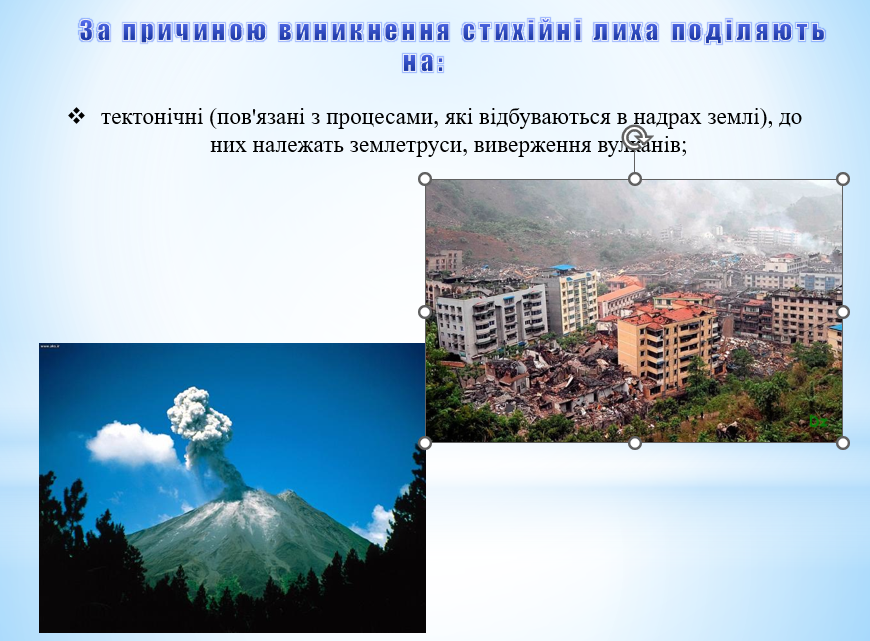 За причиною виникнення стихійні лиха поділяють
на:
❖ тектонічні (пов'язані з процесами, які відбуваються в надрах землі), до
них належать землетруси, виверження вулканів;